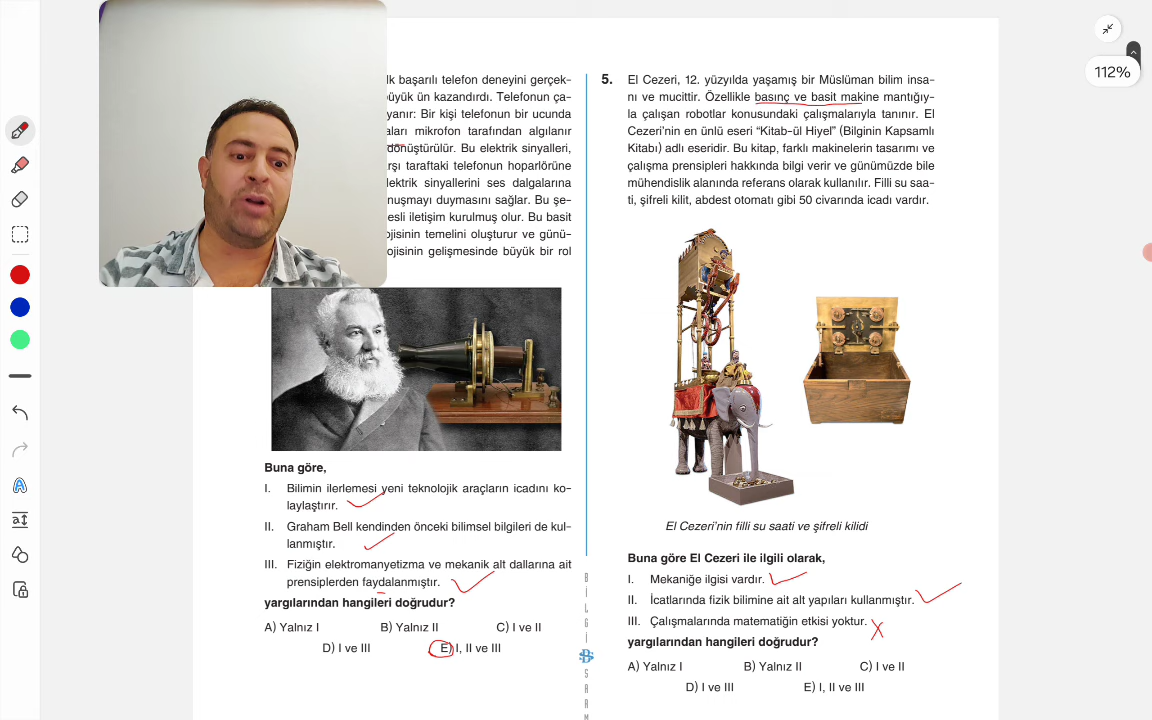 112%
lk başarılı telefon deneyini gerçek-
üyük ün kazandırdı. Telefonun ça-
yanır: Bir kişi telefonun bir ucunda
aları mikrofon tarafından algılanır
dönüştürülür. Bu elektrik sinyalleri,
rşı taraftaki telefonun hoparlörüne
lektrik sinyallerini ses dalgalarına
nuşmayı duymasını sağlar. Bu şe-
esli iletişim kurulmuş olur. Bu basit
ojisinin temelini oluşturur ve günü-
ojisinin gelişmesinde büyük bir rol
Buna göre,
I. Bilimin ilerlemesi yeni teknolojik araçların icadını ko-
laylaştırır.
II. Graham Bell kendinden önceki bilimsel bilgileri de kul-
lanmıştır.
III. Fiziğin elektromanyetizma ve mekanik alt dallarına ait
prensiplerden faydalanmıştır.
yargılarından hangileri doğrudur?
A) Yalnız I B) Yalnız II C) I ve II
D) I ve III E) I, II ve III
5. El Cezeri, 12. yüzyılda yaşamış bir Müslüman bilim insa-
nı ve mucittir. Özellikle basınç ve basit makine mantığıy-
la çalışan robotlar konusundaki çalışmalarıyla tanınır. El
Cezeri’nin en ünlü eseri “Kitab-ül Hiyel” (Bilginin Kapsamlı
Kitabı) adlı eseridir. Bu kitap, farklı makinelerin tasarımı ve
çalışma prensipleri hakkında bilgi verir ve günümüzde bile
mühendislik alanında referans olarak kullanılır. Filli su saa-
ti, şifreli kilit, abdest otomatı gibi 50 civarında icadı vardır.
El Cezeri’nin filli su saati ve şifreli kilidi
Buna göre El Cezeri ile ilgili olarak,
I. Mekaniğe ilgisi vardır.
II. İcatlarında fizik bilimine ait alt yapıları kullanmıştır.
III. Çalışmalarında matematiğin etkisi yoktur.
yargılarından hangileri doğrudur?
A) Yalnız I B) Yalnız II C) I ve II
D) I ve III E) I, II ve III
BİLGİ
SARM